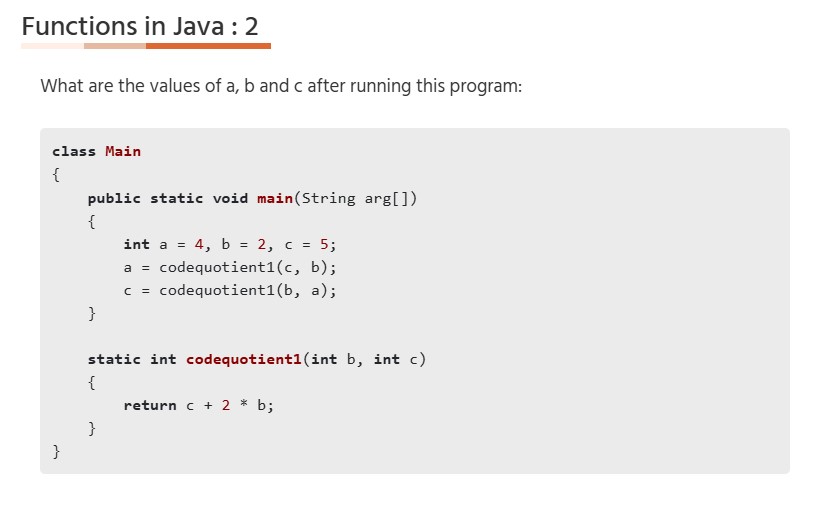 Functions in Java : 2
What are the values of a, b and c after running this program:
class Main
{
    public static void main(String arg[])
    {
        int a = 4, b = 2, c = 5;
        a = codequotient1(c, b);
        c = codequotient1(b, a);
    }

    static int codequotient1(int b, int c)
    {
        return c + 2 * b;
    }
}